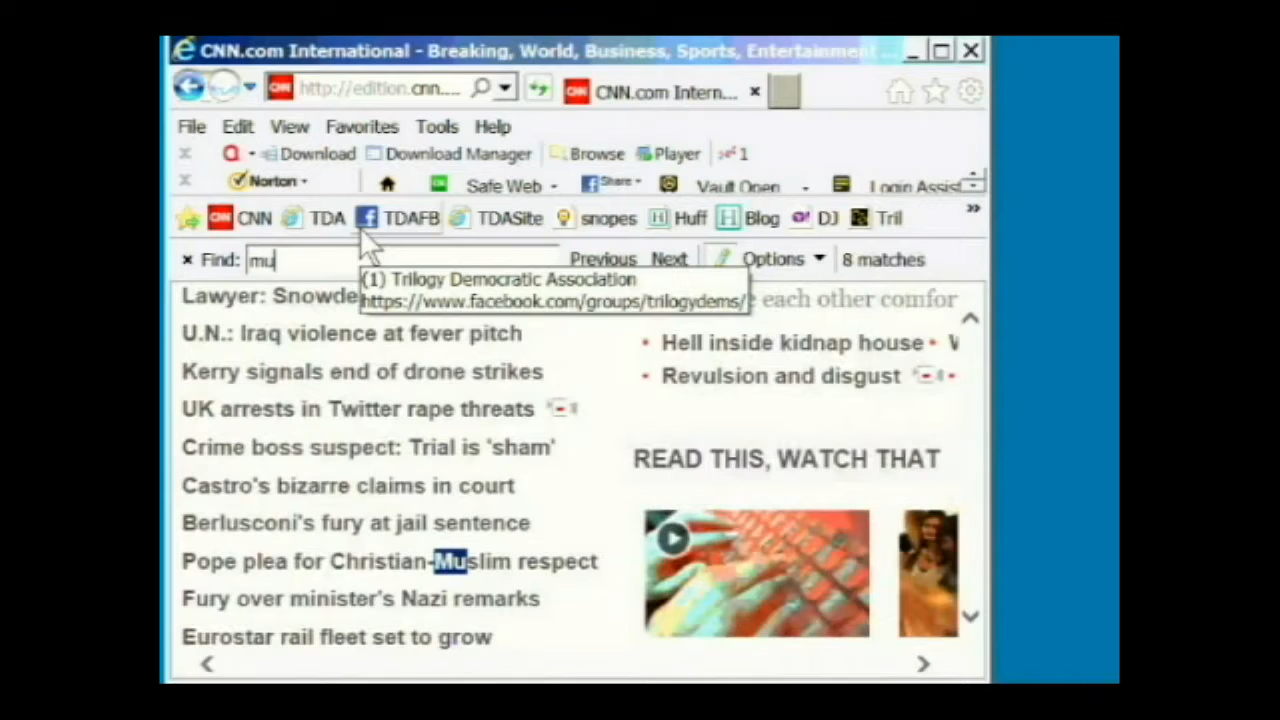 CNN.com International - Breaking, World, Business, Sports, Entertainment ...
http://edition.cnn....
CNN.com Intern...
File Edit View Favorites Tools Help
Download Download Manager Browse Player 1
Norton Safe Web Share Vault Open Login Assist
CNN TDA TDAFB TDASite snopes Huff Blog DJ Tril
Find: mu Previous Next Options 8 matches
(1) Trilogy Democratic Association
https://www.facebook.com/groups/trilogydems/
Lawyer: Snowde
each other comfor
U.N.: Iraq violence at fever pitch
Kerry signals end of drone strikes
UK arrests in Twitter rape threats
Crime boss suspect: Trial is 'sham'
Castro's bizarre claims in court
Berlusconi's fury at jail sentence
Pope plea for Christian-Muslim respect
Fury over minister's Nazi remarks
Eurostar rail fleet set to grow
• Hell inside kidnap house •
• Revulsion and disgust •
READ THIS, WATCH THAT